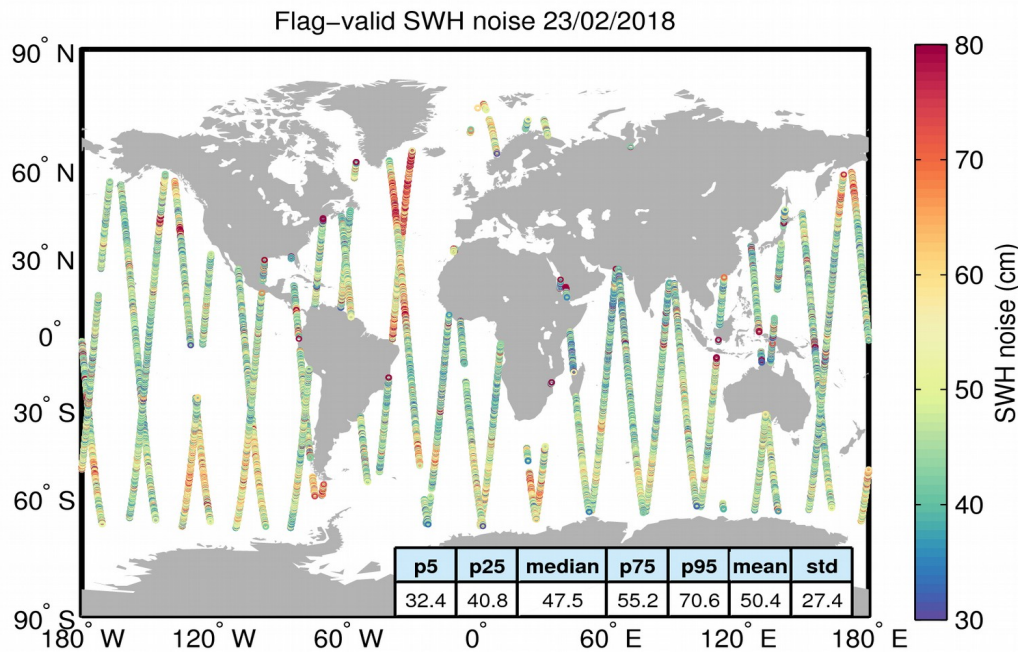 Flag−valid SWH noise 23/02/2018
90° N
60° N
30° N
0°
30° S
60° S
90° S
180° W
120° W
60° W
0°
60° E
120° E
180° E
p5 p25 median p75 p95 mean std
32.4 40.8 47.5 55.2 70.6 50.4 27.4
80
70
60
50
40
30
SWH noise (cm)